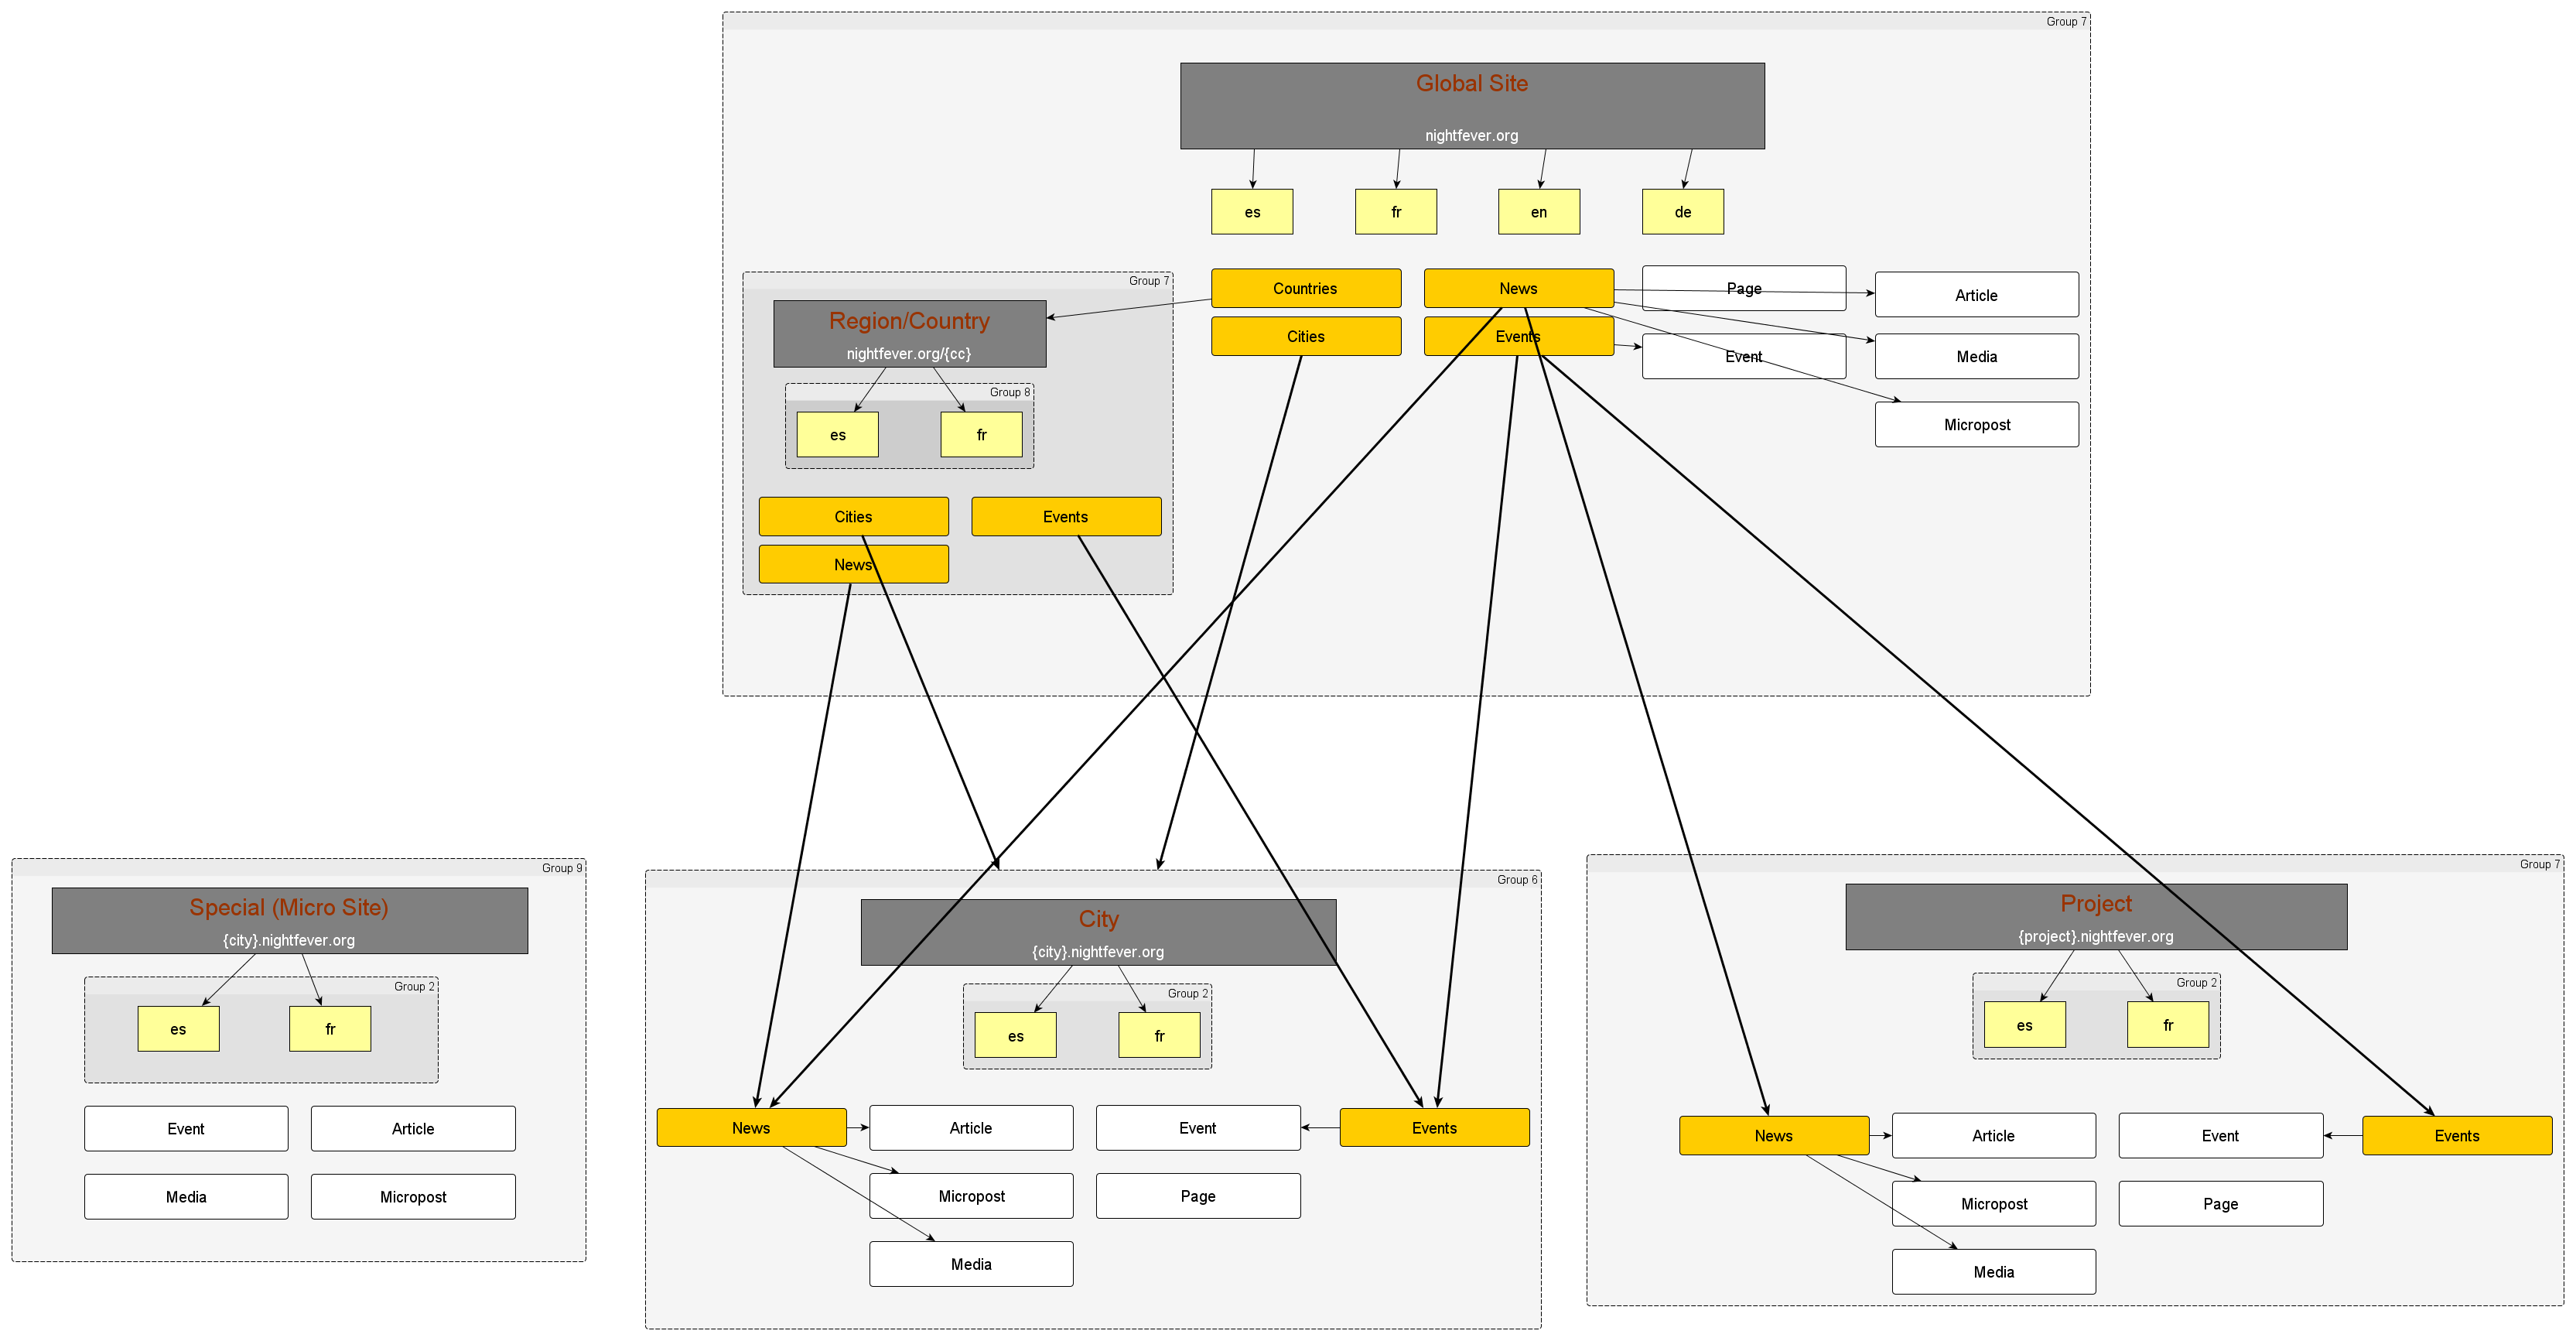 Group 7
Global Site
nightfever.org
es
fr
en
de
Group 7
Region/Country
nightfever.org/{cc}
Group 8
es
fr
Cities
Events
News
Countries
News
Page
Article
Cities
Events
Event
Media
Micropost
Group 9
Special (Micro Site)
{city}.nightfever.org
Group 2
es
fr
Event
Article
Media
Micropost
Group 6
City
{city}.nightfever.org
Group 2
es
fr
News
Article
Event
Events
Micropost
Page
Media
Group 7
Project
{project}.nightfever.org
Group 2
es
fr
News
Article
Event
Events
Micropost
Page
Media